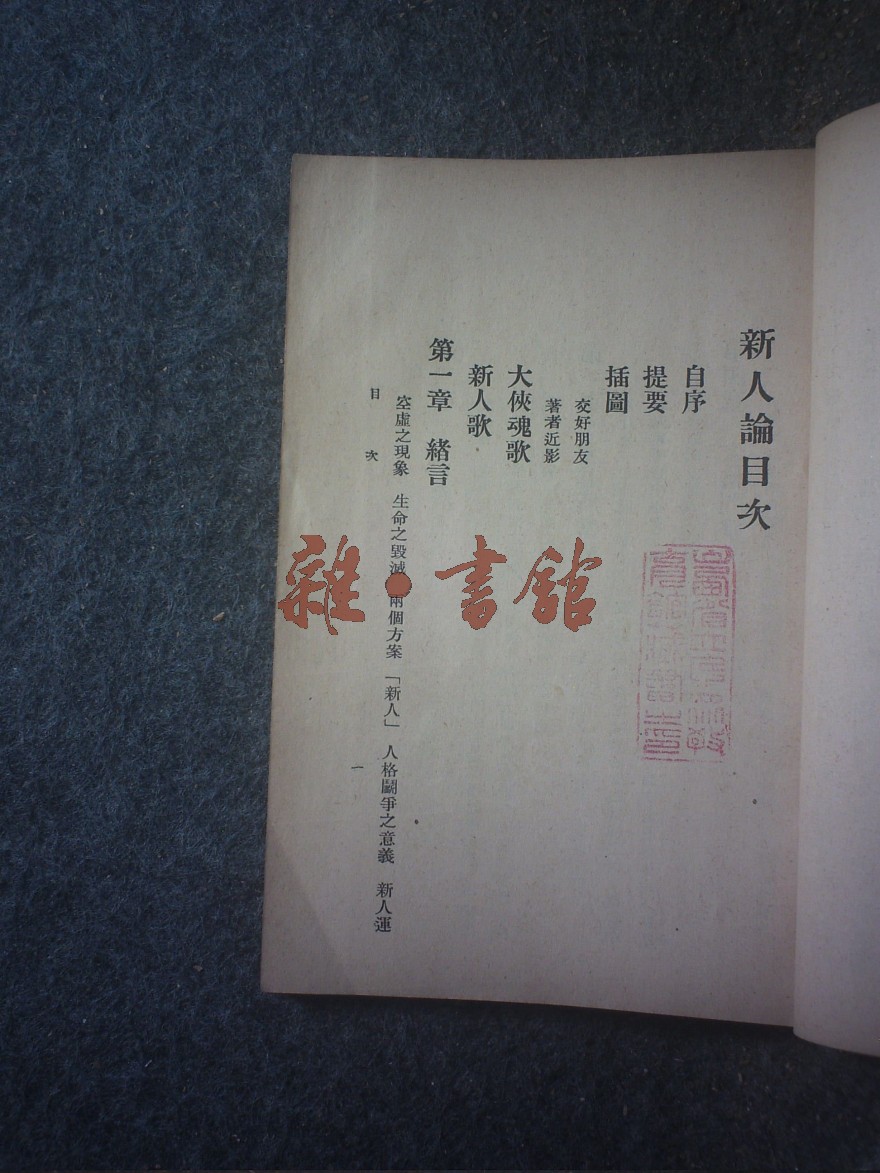 新人論目次
自序
提要
插圖
交好朋友
著者近影
大俠魂歌
新人歌
第一章 緒言
空虛之現象 生命之毀滅 兩個方案 「新人」 人格鬭爭之意義 新人運
目次
一
雜•書館